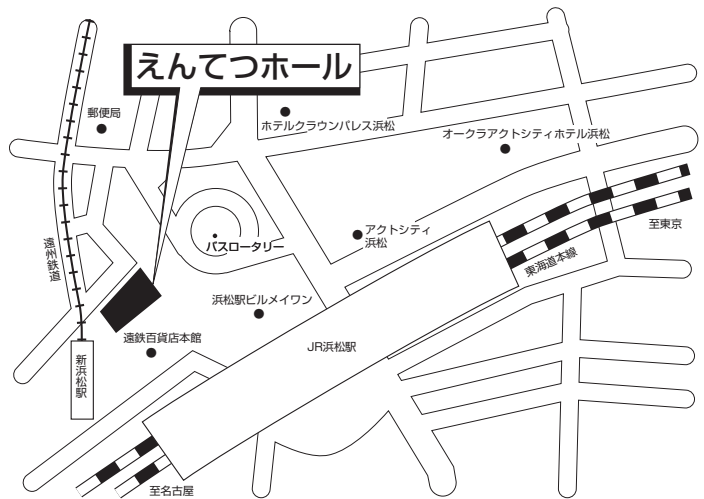 えんてつホール
郵便局
ホテルクラウンパレス浜松
オークラアクトシティホテル浜松
遠州鉄道
バスロータリー
アクトシティ
浜松
至東京
東海道本線
浜松駅ビルメイワン
遠鉄百貨店本館
JR浜松駅
新浜松駅
至名古屋